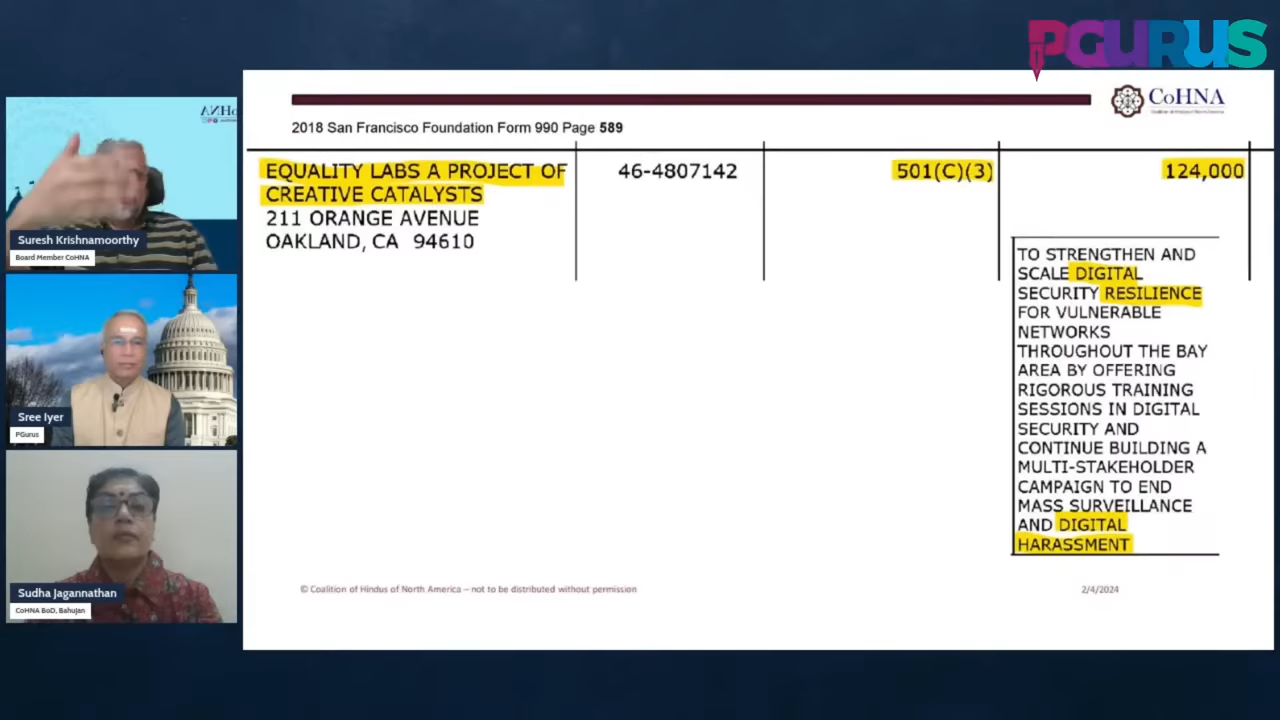 PGURUS
CoHNA
2018 San Francisco Foundation Form 990 Page 589
EQUALITY LABS A PROJECT OF
CREATIVE CATALYSTS
211 ORANGE AVENUE
OAKLAND, CA 94610
46-4807142
501(C)(3)
124,000
TO STRENGTHEN AND
SCALE DIGITAL
SECURITY RESILIENCE
FOR VULNERABLE
NETWORKS
THROUGHOUT THE BAY
AREA BY OFFERING
RIGOROUS TRAINING
SESSIONS IN DIGITAL
SECURITY AND
CONTINUE BUILDING A
MULTI-STAKEHOLDER
CAMPAIGN TO END
MASS SURVEILLANCE
AND DIGITAL
HARASSMENT
© Coalition of Hindus of North America – not to be distributed without permission
2/4/2024
CoHNA
Suresh Krishnamoorthy
Board Member CoHNA
Sree Iyer
PGurus
Sudha Jagannathan
CoHNA BoD, Bahujan